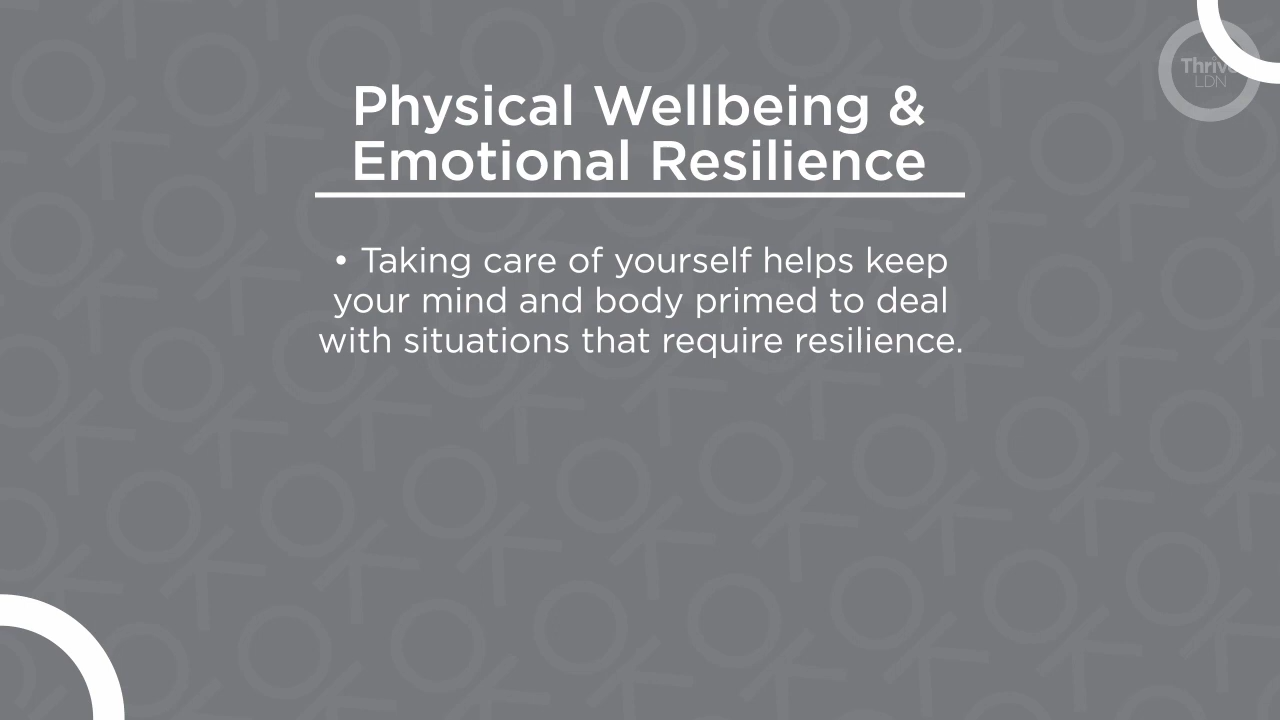 Thrive
LDN
Physical Wellbeing &
Emotional Resilience
• Taking care of yourself helps keep
your mind and body primed to deal
with situations that require resilience.